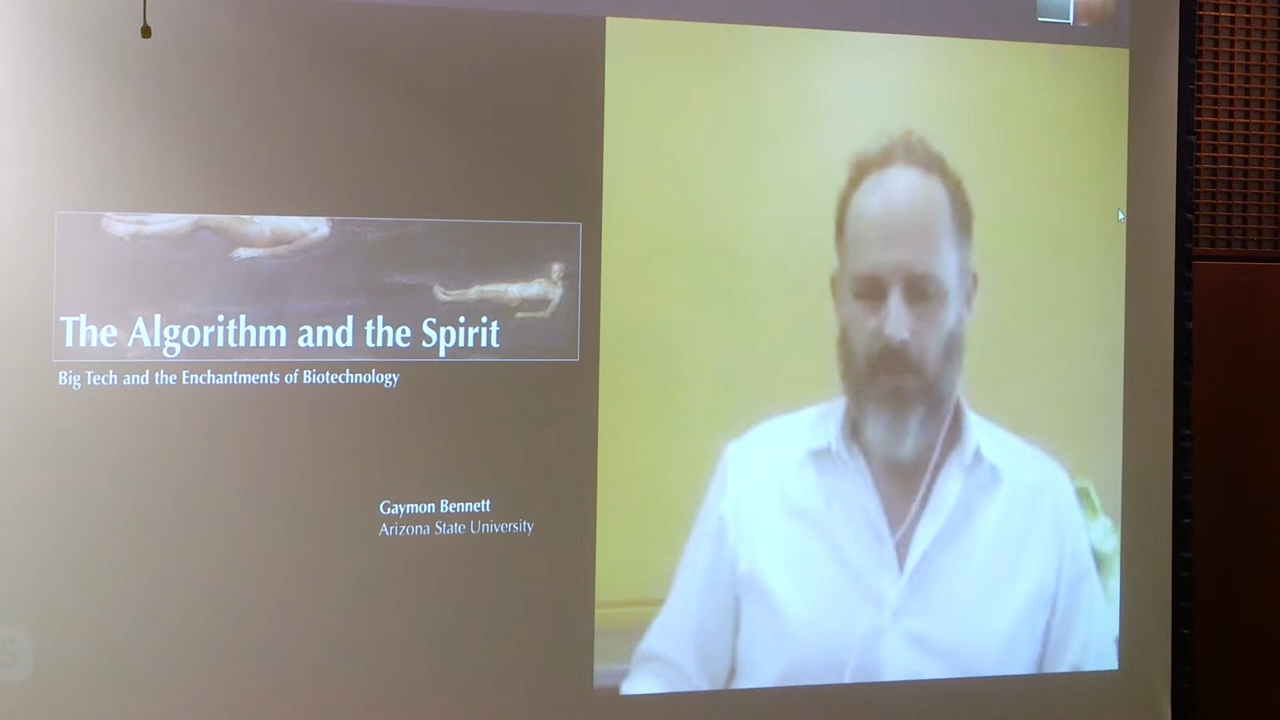 The Algorithm and the Spirit
Big Tech and the Enchantments of Biotechnology
Gaymon Bennett
Arizona State University